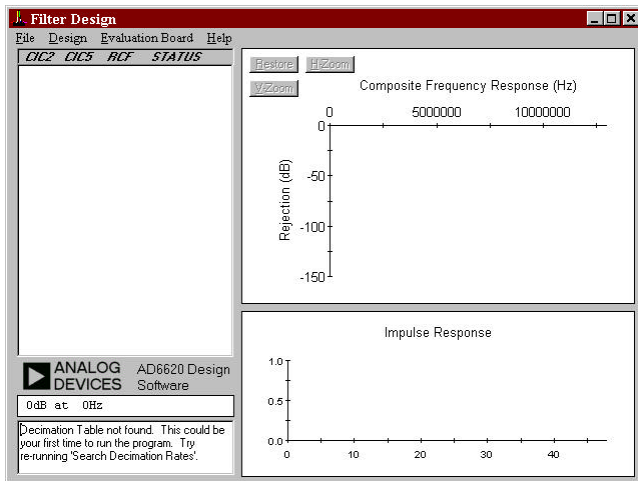 Filter Design
File Design Evaluation Board Help
CIC2 CIC5 RCF STATUS
Restore H-Zoom
V-Zoom
Composite Frequency Response (Hz)
0 5000000 10000000
0
-50
-100
-150
Rejection (dB)
Impulse Response
1.0
0.5
0.0
0 10 20 30 40
ANALOG DEVICES
AD6620 Design Software
0dB at 0Hz
Decimation Table not found. This could be
your first time to run the program. Try
re-running 'Search Decimation Rates'.